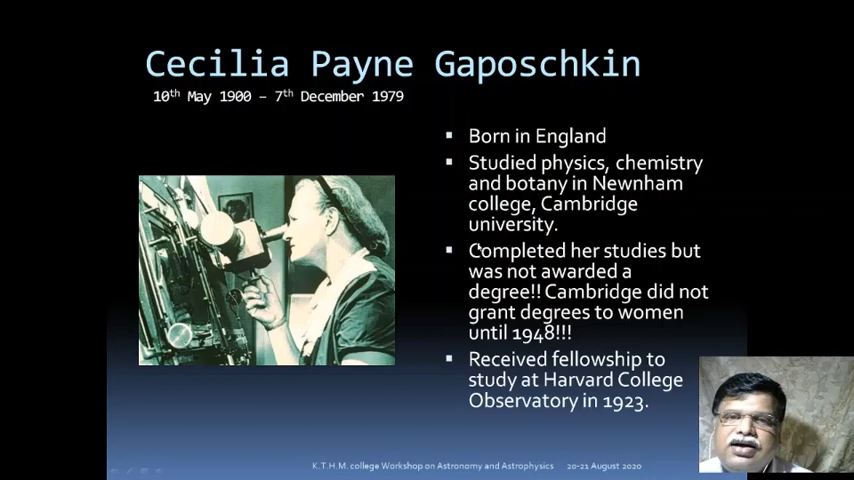 Cecilia Payne Gaposchkin
10th May 1900 – 7th December 1979
▪ Born in England
▪ Studied physics, chemistry
and botany in Newnham
college, Cambridge
university.
▪ Completed her studies but
was not awarded a
degree!! Cambridge did not
grant degrees to women
until 1948!!!
▪ Received fellowship to
study at Harvard College
Observatory in 1923.
K.T.H.M. college Workshop on Astronomy and Astrophysics 20-21 August 2020